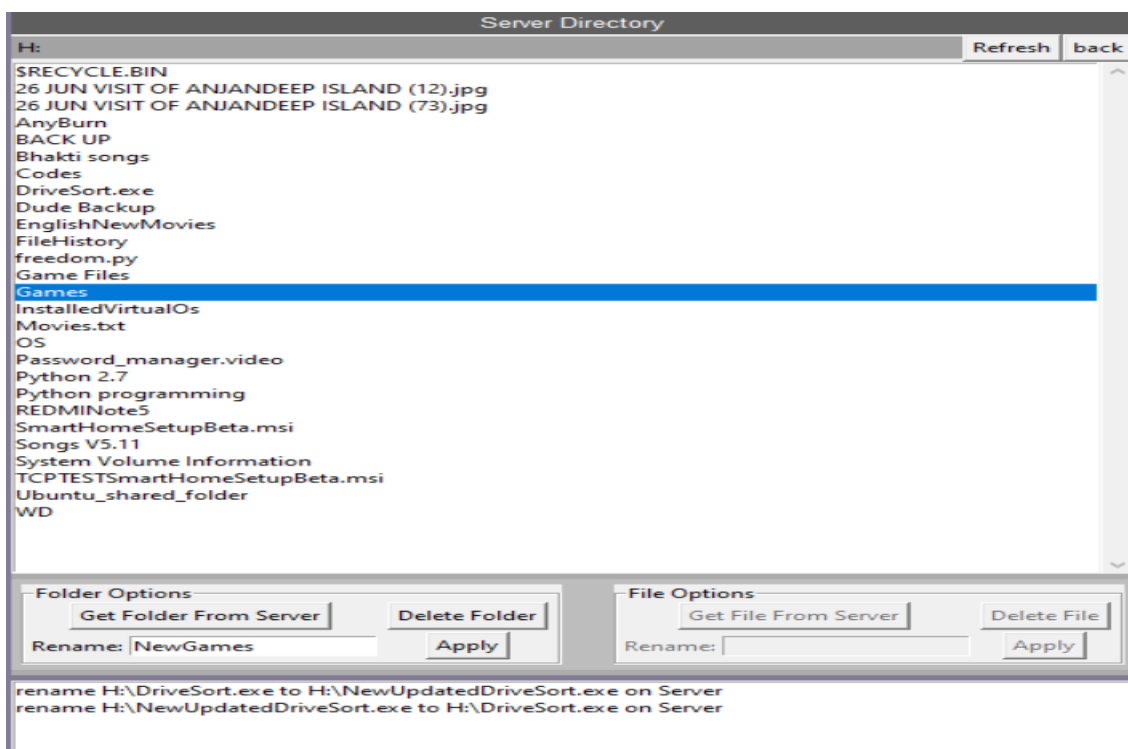 Server Directory
H: Refresh back
$RECYCLE.BIN
26 JUN VISIT OF ANJANDEEP ISLAND (12).jpg
26 JUN VISIT OF ANJANDEEP ISLAND (73).jpg
AnyBurn
BACK UP
Bhakti songs
Codes
DriveSort.exe
Dude Backup
EnglishNewMovies
FileHistory
freedom.py
Game Files
Games
InstalledVirtualOs
Movies.txt
OS
Password_manager.video
Python 2.7
Python programming
REDMINote5
SmartHomeSetupBeta.msi
Songs V5.11
System Volume Information
TCPTESTSmartHomeSetupBeta.msi
Ubuntu_shared_folder
WD
Folder Options
Get Folder From Server Delete Folder
Rename: NewGames Apply
File Options
Get File From Server Delete File
Rename: Apply
rename H:\DriveSort.exe to H:\NewUpdatedDriveSort.exe on Server
rename H:\NewUpdatedDriveSort.exe to H:\DriveSort.exe on Server